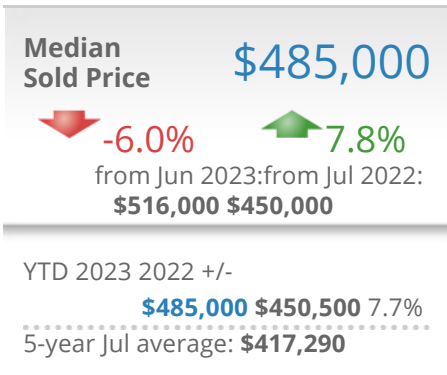 Median
Sold Price
$485,000
-6.0% 7.8%
from Jun 2023:from Jul 2022:
$516,000 $450,000
YTD 2023 2022 +/-
$485,000 $450,500 7.7%
5-year Jul average: $417,290